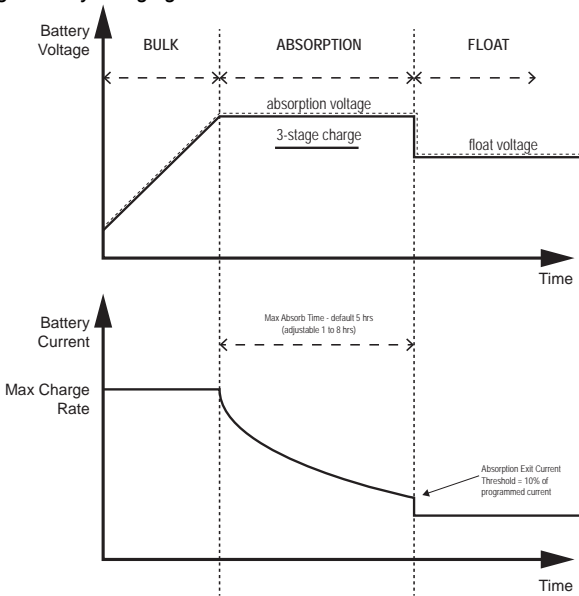 Battery
Voltage
BULK
ABSORPTION
FLOAT
absorption voltage
3-stage charge
float voltage
Time
Battery
Current
Max Absorb Time - default 5 hrs
(adjustable 1 to 8 hrs)
Max Charge
Rate
Absorption Exit Current
Threshold = 10% of
programmed current
Time